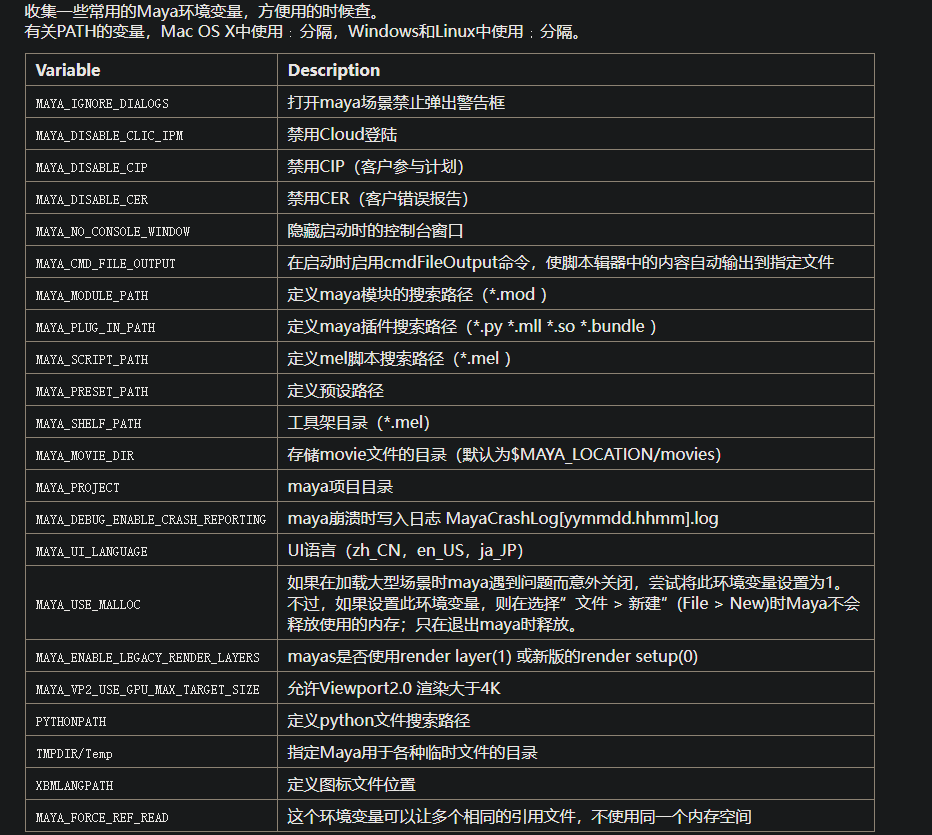 收集一些常用的Maya环境变量，方便用的时候查。
有关PATH的变量，Mac OS X中使用 : 分隔，Windows和Linux中使用 ; 分隔。
Variable Description
MAYA_IGNORE_DIALOGS 打开maya场景禁止弹出警告框
MAYA_DISABLE_CLIC_IPM 禁用Cloud登陆
MAYA_DISABLE_CIP 禁用CIP（客户参与计划）
MAYA_DISABLE_CER 禁用CER（客户错误报告）
MAYA_NO_CONSOLE_WINDOW 隐藏启动时的控制台窗口
MAYA_CMD_FILE_OUTPUT 在启动时启用cmdFileOutput命令，使脚本辑器中的内容自动输出到指定文件
MAYA_MODULE_PATH 定义maya模块的搜索路径（*.mod ）
MAYA_PLUG_IN_PATH 定义maya插件搜索路径（*.py *.mll *.so *.bundle ）
MAYA_SCRIPT_PATH 定义mel脚本搜索路径（*.mel ）
MAYA_PRESET_PATH 定义预设路径
MAYA_SHELF_PATH 工具架目录（*.mel）
MAYA_MOVIE_DIR 存储movie文件的目录（默认为$MAYA_LOCATION/movies）
MAYA_PROJECT maya项目目录
MAYA_DEBUG_ENABLE_CRASH_REPORTING maya崩溃时写入日志 MayaCrashLog[yymmdd.hhmm].log
MAYA_UI_LANGUAGE UI语言（zh_CN，en_US，ja_JP）
MAYA_USE_MALLOC 如果在加载大型场景时maya遇到问题而意外关闭，尝试将此环境变量设置为1。
不过，如果设置此环境变量，则在选择”文件 > 新建”(File > New)时Maya不会
释放使用的内存；只在退出maya时释放。
MAYA_ENABLE_LEGACY_RENDER_LAYERS mayas是否使用render layer(1) 或新版的render setup(0)
MAYA_VP2_USE_GPU_MAX_TARGET_SIZE 允许Viewport2.0 渲染大于4K
PYTHONPATH 定义python文件搜索路径
TMPDIR/Temp 指定Maya用于各种临时文件的目录
XBMLANGPATH 定义图标文件位置
MAYA_FORCE_REF_READ 这个环境变量可以让多个相同的引用文件，不使用同一个内存空间